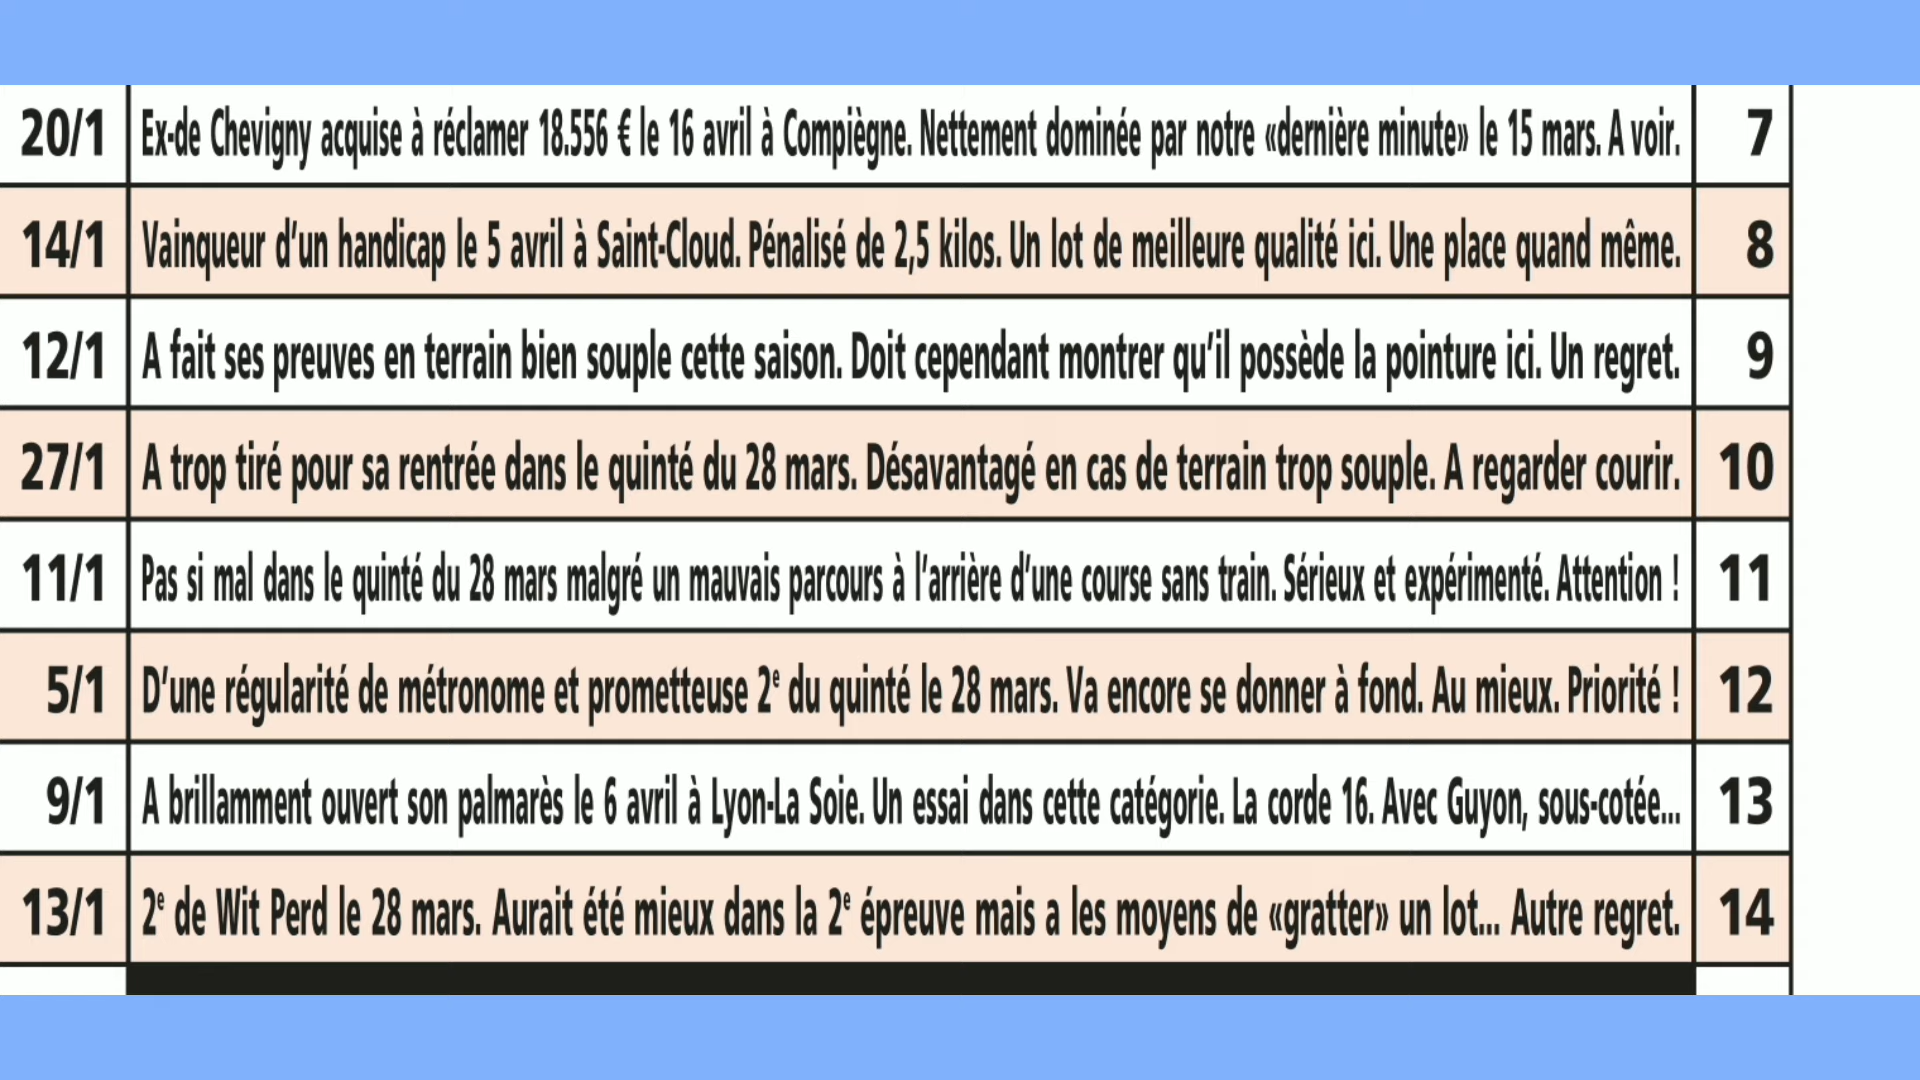 20/1 Ex-de Chevigny acquise à réclamer 18.556 € le 16 avril à Compiègne. Nettement dominée par notre «dernière minute» le 15 mars. A voir. 7
14/1 Vainqueur d’un handicap le 5 avril à Saint-Cloud. Pénalisé de 2,5 kilos. Un lot de meilleure qualité ici. Une place quand même. 8
12/1 A fait ses preuves en terrain bien souple cette saison. Doit cependant montrer qu’il possède la pointure ici. Un regret. 9
27/1 A trop tiré pour sa rentrée dans le quinté du 28 mars. Désavantagé en cas de terrain trop souple. A regarder courir. 10
11/1 Pas si mal dans le quinté du 28 mars malgré un mauvais parcours à l’arrière d’une course sans train. Sérieux et expérimenté. Attention ! 11
5/1 D’une régularité de métronome et prometteuse 2e du quinté le 28 mars. Va encore se donner à fond. Au mieux. Priorité ! 12
9/1 A brillamment ouvert son palmarès le 6 avril à Lyon-La Soie. Un essai dans cette catégorie. La corde 16. Avec Guyon, sous-cotée... 13
13/1 2e de Wit Perd le 28 mars. Aurait été mieux dans la 2e épreuve mais a les moyens de «gratter» un lot... Autre regret. 14